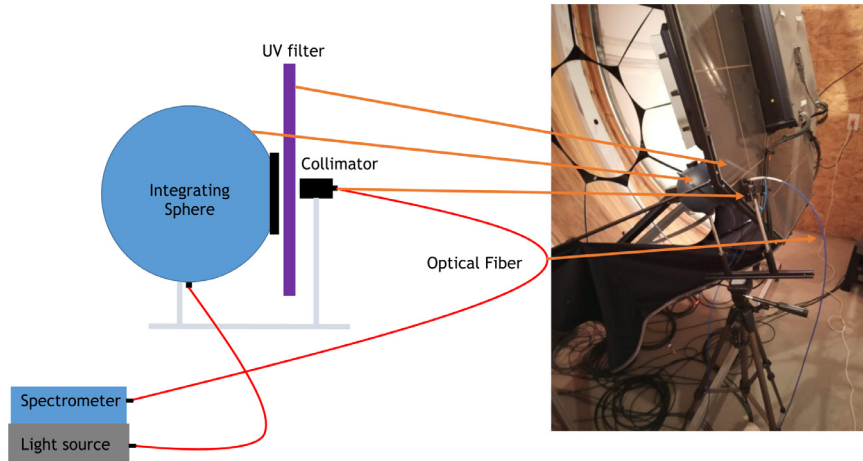 UV filter
Collimator
Integrating
Sphere
Optical Fiber
Spectrometer
Light source